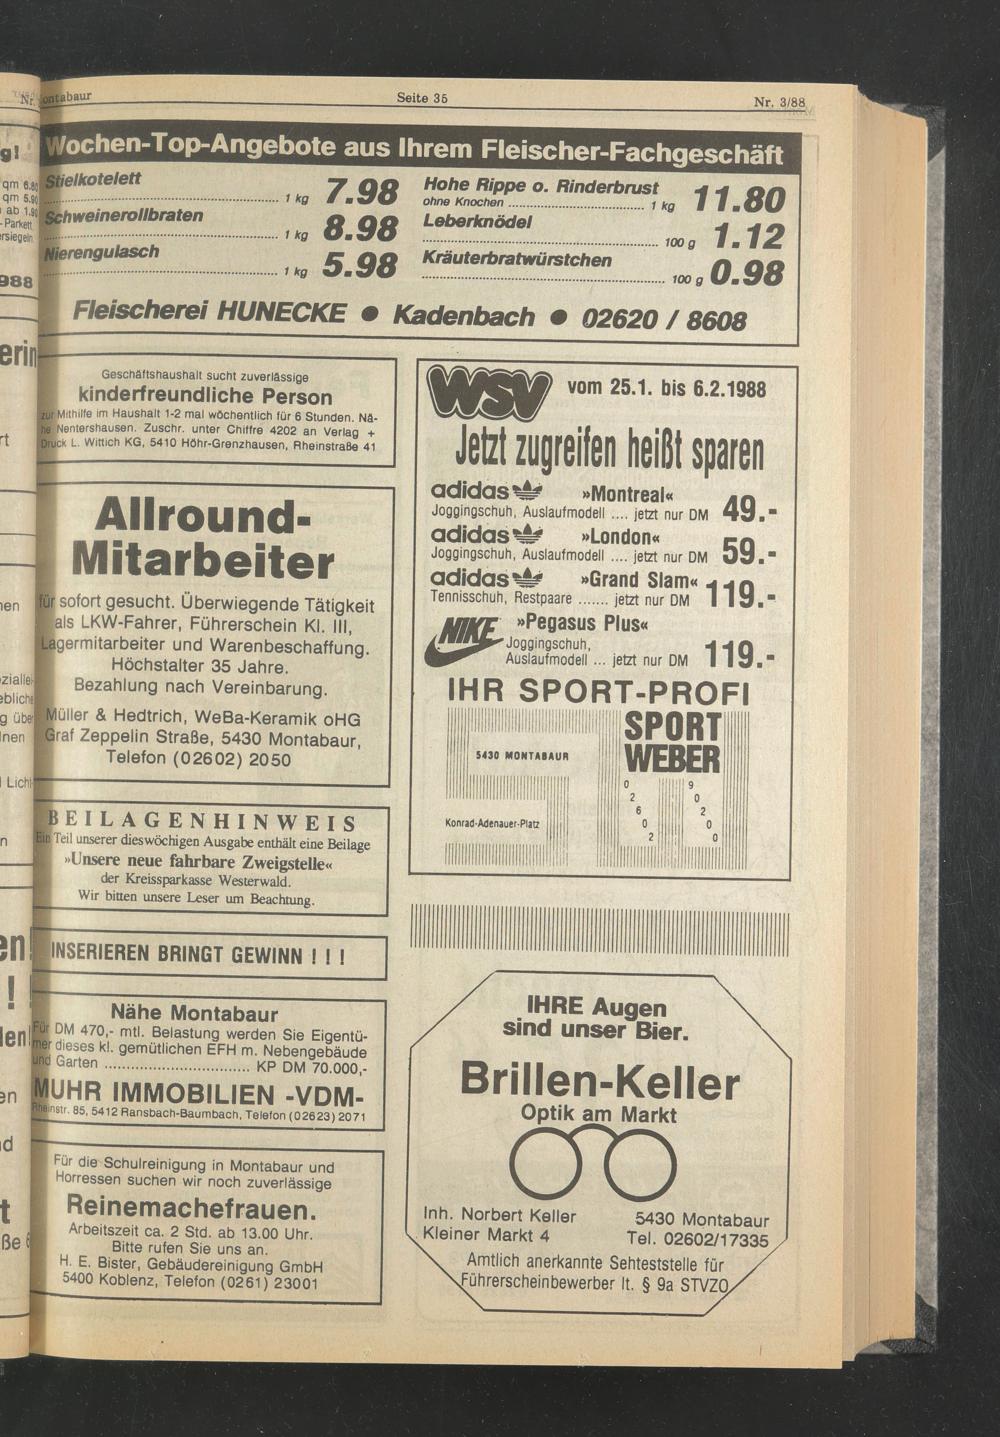 ontabaur
Seite 35
Nr. 3/88
Wochen-Top-Angebote aus Ihrem Fleischer-Fachgeschäft
Stielkotelett
1 kg 7.98
Schweinerollbraten
1 kg 8.98
Nierengulasch
1 kg 5.98
Hohe Rippe o. Rinderbrust
ohne Knochen 1 kg 11.80
Leberknödel
100 g 1.12
Kräuterbratwürstchen
100 g 0.98
Fleischerei HUNECKE ● Kadenbach ● 02620 / 8608
Geschäftshaushalt sucht zuverlässige
kinderfreundliche Person
zur Mithilfe im Haushalt 1-2 mal wöchentlich für 6 Stunden. Nä-
he Nentershausen. Zuschr. unter Chiffre 4202 an Verlag +
Druck L. Wittich KG, 5410 Höhr-Grenzhausen, Rheinstraße 41
Allround-
Mitarbeiter
für sofort gesucht. Überwiegende Tätigkeit
als LKW-Fahrer, Führerschein Kl. III,
Lagermitarbeiter und Warenbeschaffung.
Höchstalter 35 Jahre.
Bezahlung nach Vereinbarung.
Müller & Hedtrich, WeBa-Keramik oHG
Graf Zeppelin Straße, 5430 Montabaur,
Telefon (02602) 2050
BEILAGENHINWEIS
Ein Teil unserer dieswöchigen Ausgabe enthält eine Beilage
»Unsere neue fahrbare Zweigstelle«
der Kreissparkasse Westerwald.
Wir bitten unsere Leser um Beachtung.
INSERIEREN BRINGT GEWINN ! ! !
Nähe Montabaur
Für DM 470,- mtl. Belastung werden Sie Eigentü-
mer dieses kl. gemütlichen EFH m. Nebengebäude
und Garten ................................ KP DM 70.000,-
MUHR IMMOBILIEN -VDM-
Rheinstr. 85, 5412 Ransbach-Baumbach, Telefon (02623) 2071
Für die Schulreinigung in Montabaur und
Horressen suchen wir noch zuverlässige
Reinemachefrauen.
Arbeitszeit ca. 2 Std. ab 13.00 Uhr.
Bitte rufen Sie uns an.
H. E. Bister, Gebäudereinigung GmbH
5400 Koblenz, Telefon (0261) 23001
WSV vom 25.1. bis 6.2.1988
Jetzt zugreifen heißt sparen
adidas »Montreal«
Joggingschuh, Auslaufmodell .... jetzt nur DM 49.-
adidas »London«
Joggingschuh, Auslaufmodell .... jetzt nur DM 59.-
adidas »Grand Slam«
Tennisschuh, Restpaare ....... jetzt nur DM 119.-
NIKE »Pegasus Plus«
Joggingschuh,
Auslaufmodell ... jetzt nur DM 119.-
IHR SPORT-PROFI
SPORT
WEBER
5430 MONTABAUR
Konrad-Adenauer-Platz
0 9
2 0
6 2
0 0
2 0
IHRE Augen
sind unser Bier.
Brillen-Keller
Optik am Markt
Inh. Norbert Keller 5430 Montabaur
Kleiner Markt 4 Tel. 02602/17335
Amtlich anerkannte Sehteststelle für
Führerscheinbewerber lt. § 9a STVZO